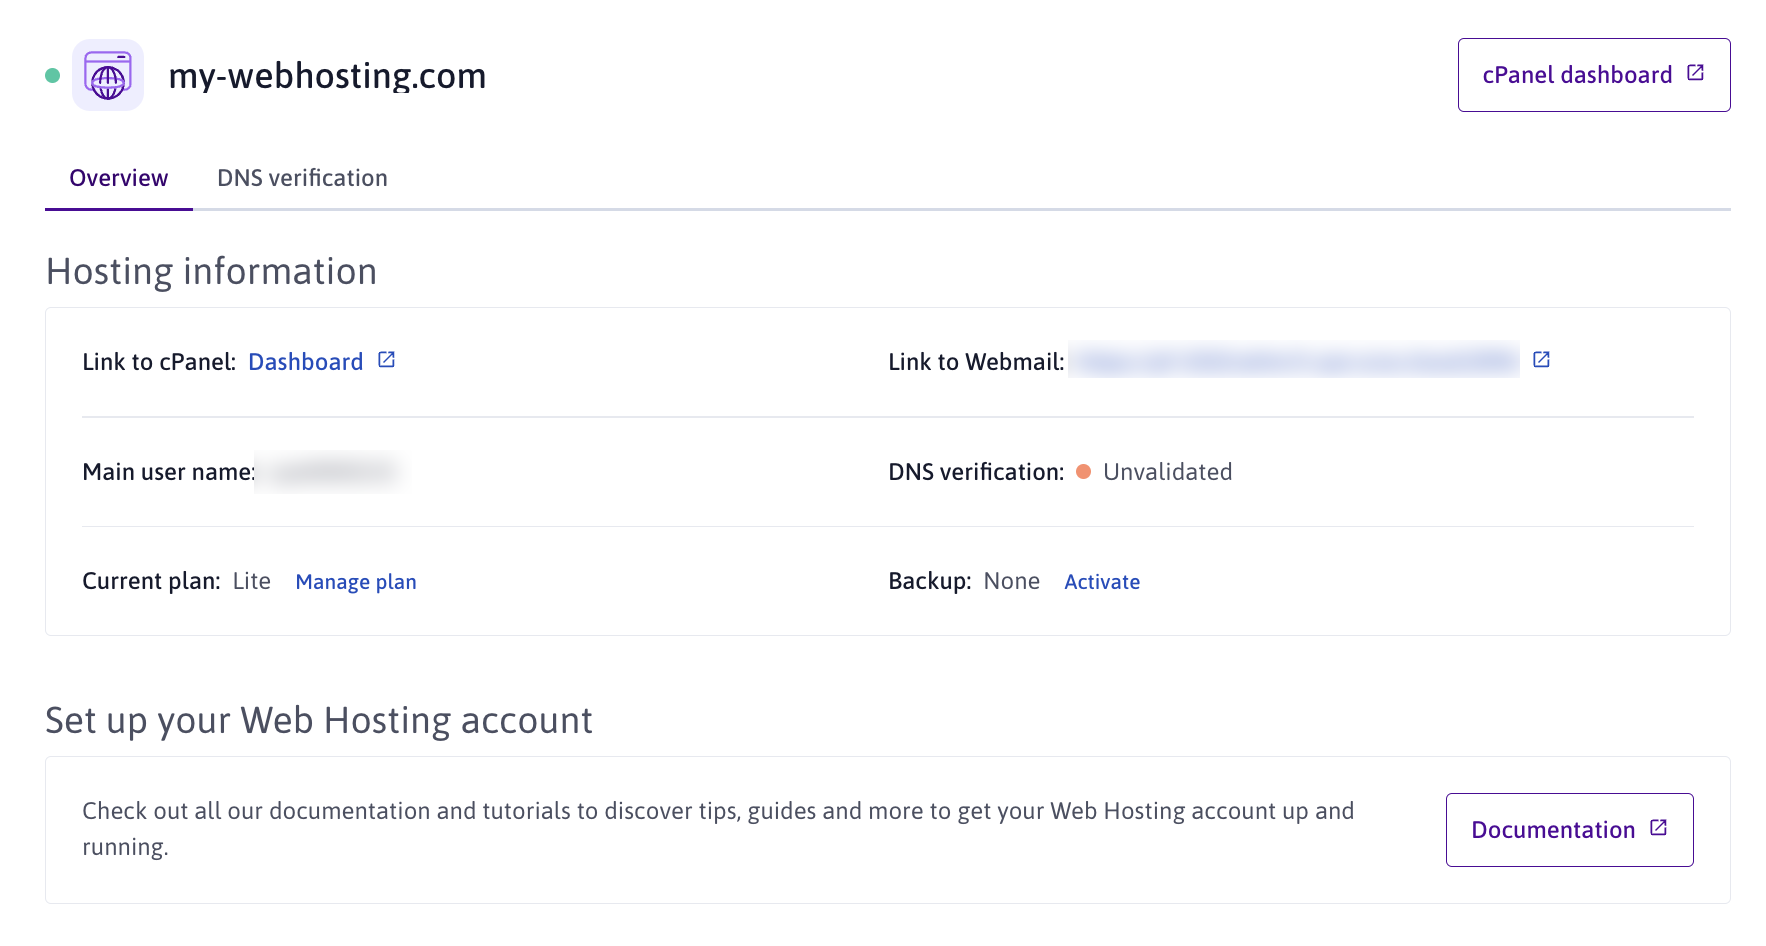 my-webhosting.com
cPanel dashboard
Overview
DNS verification
Hosting information
Link to cPanel: Dashboard
Link to Webmail:
Main user name:
DNS verification: Unvalidated
Current plan: Lite Manage plan
Backup: None Activate
Set up your Web Hosting account
Check out all our documentation and tutorials to discover tips, guides and more to get your Web Hosting account up and
running.
Documentation